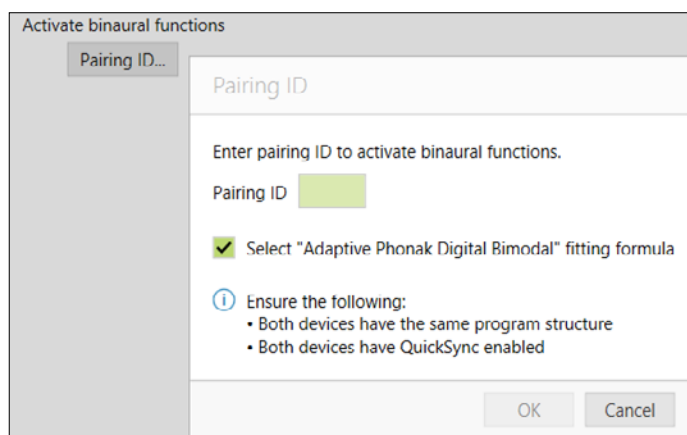 Activate binaural functions
Pairing ID...
Pairing ID
Enter pairing ID to activate binaural functions.
Pairing ID
Select "Adaptive Phonak Digital Bimodal" fitting formula
Ensure the following:
• Both devices have the same program structure
• Both devices have QuickSync enabled
OK Cancel